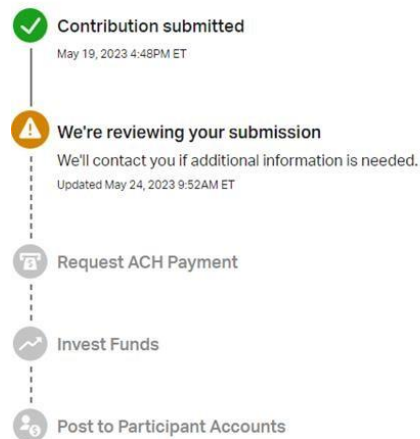 Contribution submitted
May 19, 2023 4:48PM ET
We're reviewing your submission
We'll contact you if additional information is needed.
Updated May 24, 2023 9:52AM ET
Request ACH Payment
Invest Funds
Post to Participant Accounts